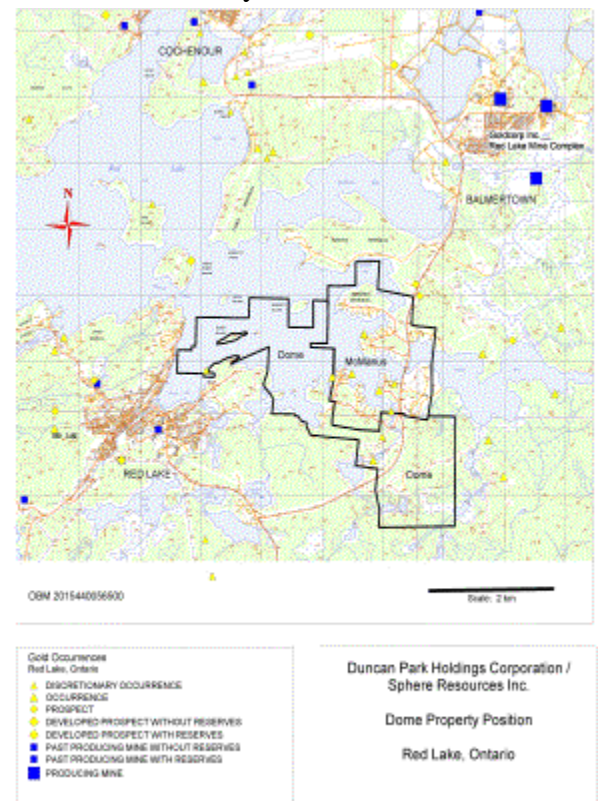 COCHENOUR
Goldcorp Inc.
Red Lake Mine Complex
BALMERTOWN
N
Dome
McManus
RED LAKE
Dome
OBM 2015440056500
Scale: 2 km
Gold Occurrences
Red Lake, Ontario
DISCRETIONARY OCCURRENCE
OCCURRENCE
PROSPECT
DEVELOPED PROSPECT WITHOUT RESERVES
DEVELOPED PROSPECT WITH RESERVES
PAST PRODUCING MINE WITHOUT RESERVES
PAST PRODUCING MINE WITH RESERVES
PRODUCING MINE
Duncan Park Holdings Corporation /
Sphere Resources Inc.
Dome Property Position
Red Lake, Ontario